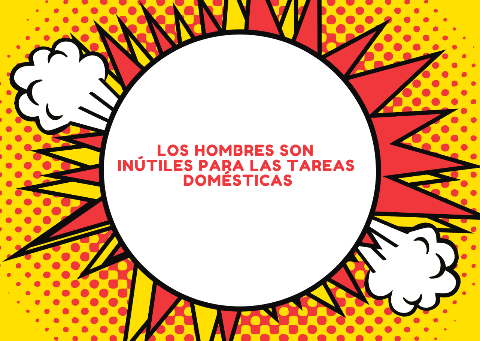 LOS HOMBRES SON
INÚTILES PARA LAS TAREAS
DOMÉSTICAS